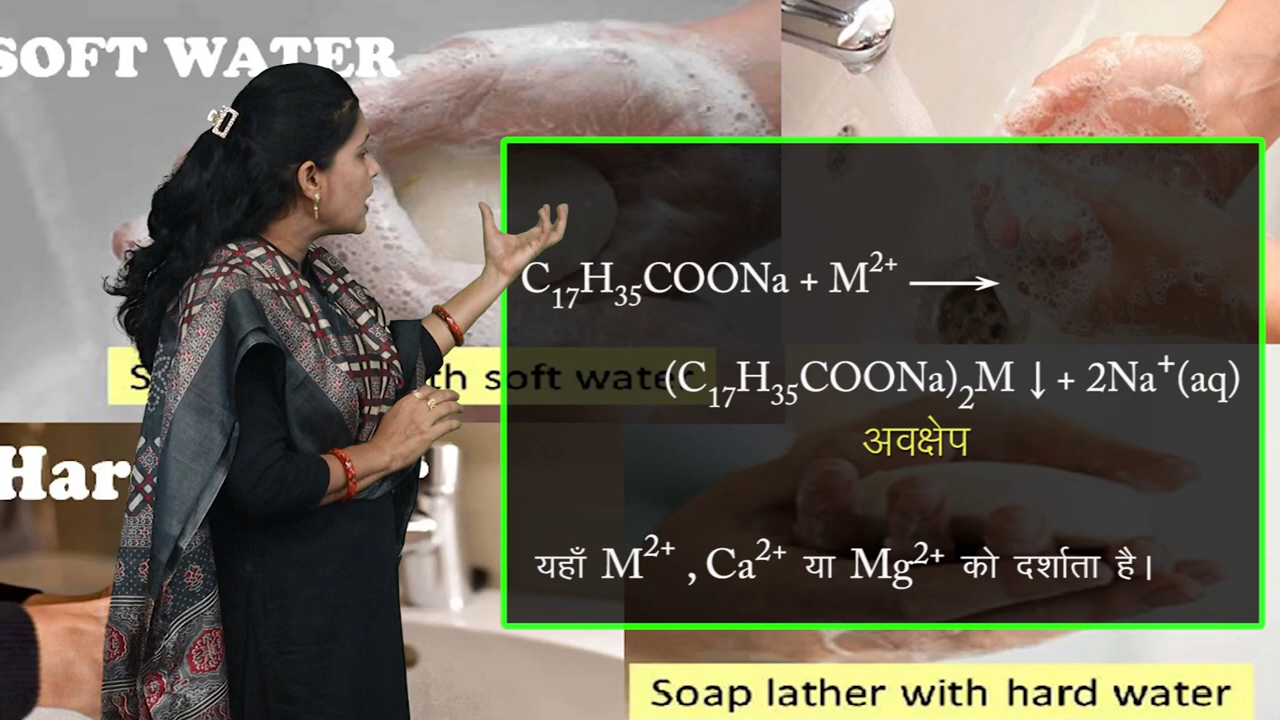 SOFT WATER
C₁₇H₃₅COONa + M²⁺ ⟶
th soft water
(C₁₇H₃₅COONa)₂M ↓ + 2Na⁺(aq)
अवक्षेप
Har
यहाँ M²⁺ , Ca²⁺ या Mg²⁺ को दर्शाता है।
Soap lather with hard water